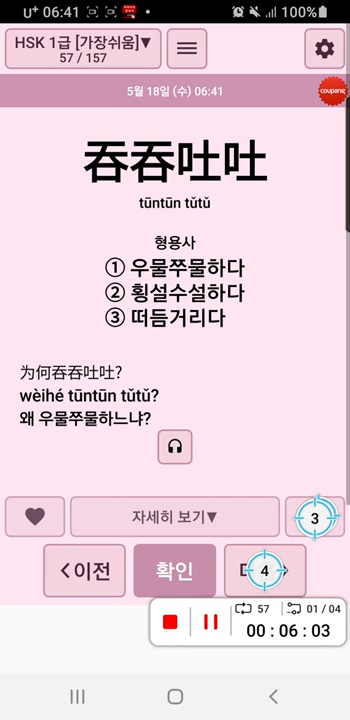 U+ 06:41 100%
HSK 1급 [가장쉬움]▼
57 / 157
5월 18일 (수) 06:41
coupang
吞吞吐吐
tūntūn tǔtǔ
형용사
① 우물쭈물하다
② 횡설수설하다
③ 떠듬거리다
为何吞吞吐吐?
wèihé tūntūn tǔtǔ?
왜 우물쭈물하느냐?
자세히 보기▼
3
이전
확인
4
57 01 / 04
00 : 06 : 03